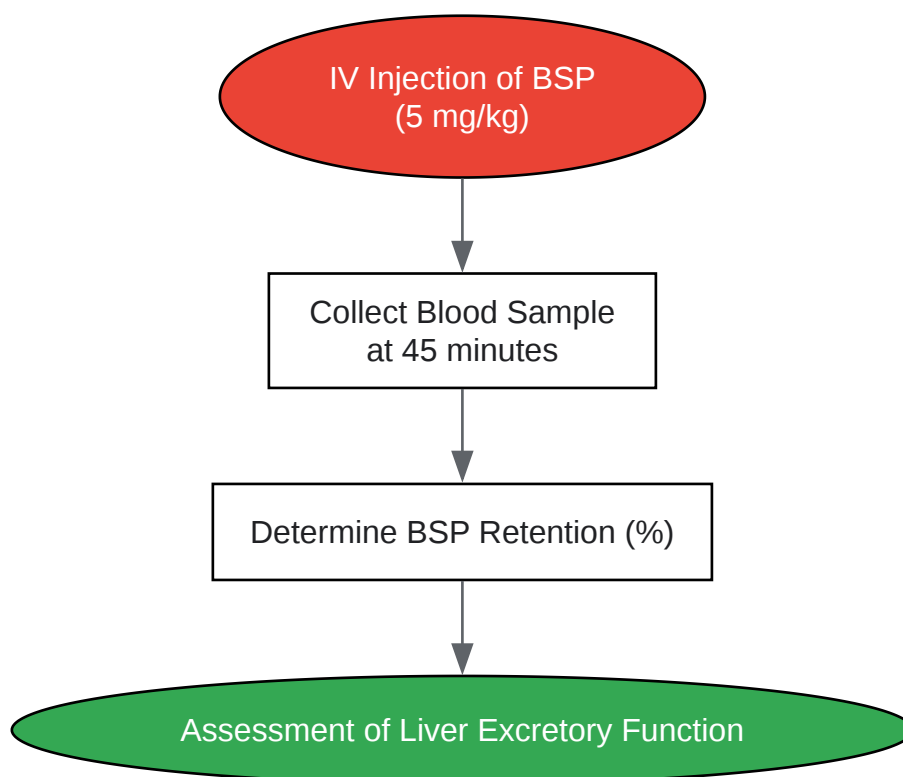 IV Injection of BSP
(5 mg/kg)
Collect Blood Sample
at 45 minutes
Determine BSP Retention (%)
Assessment of Liver Excretory Function